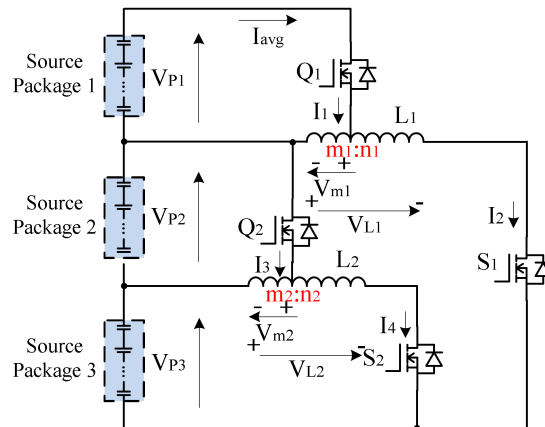 Source
Package 1
VP1
Iavg
Q1
I1
L1
m1:n1
- +
Vm1
+ -
VL1
Source
Package 2
VP2
Q2
I2
S1
I3
L2
m2:n2
- +
Vm2
+ -
VL2
I4
S2
Source
Package 3
VP3